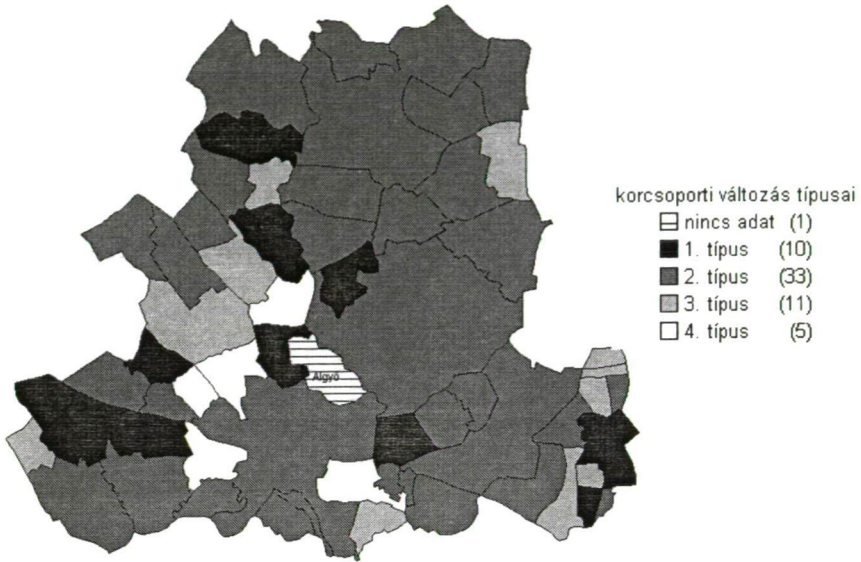 korcsoporti változás típusai
nincs adat (1)
1. típus (10)
2. típus (33)
3. típus (11)
4. típus (5)
Algyő